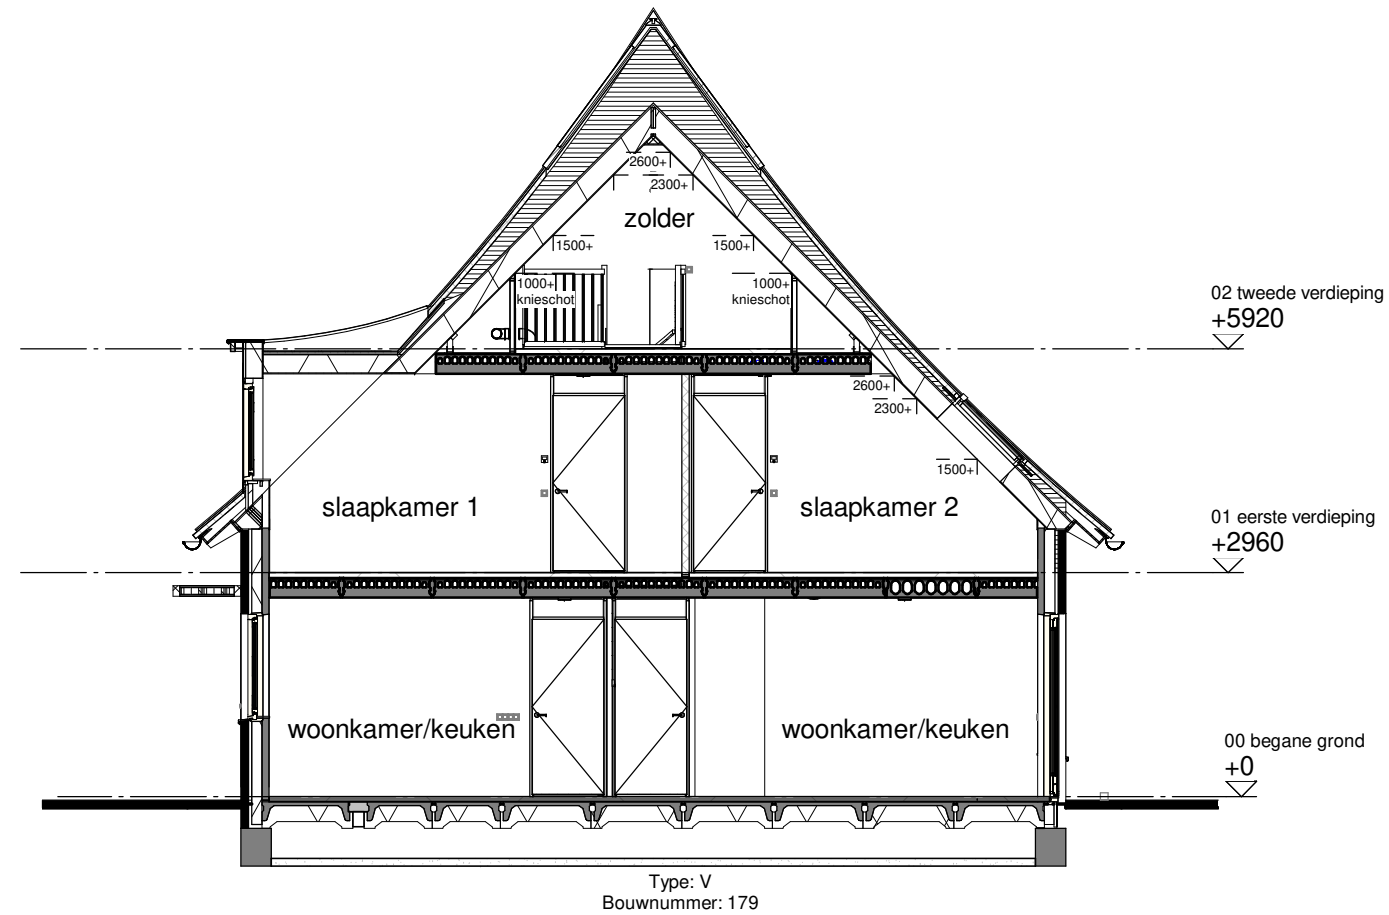 2600+
2300+
zolder
1500+ 1500+
1000+ 1000+
knieschot knieschot
02 tweede verdieping
+5920
2600+
2300+
1500+
slaapkamer 1 slaapkamer 2
01 eerste verdieping
+2960
woonkamer/keuken woonkamer/keuken
00 begane grond
+0
Type: V
Bouwnummer: 179